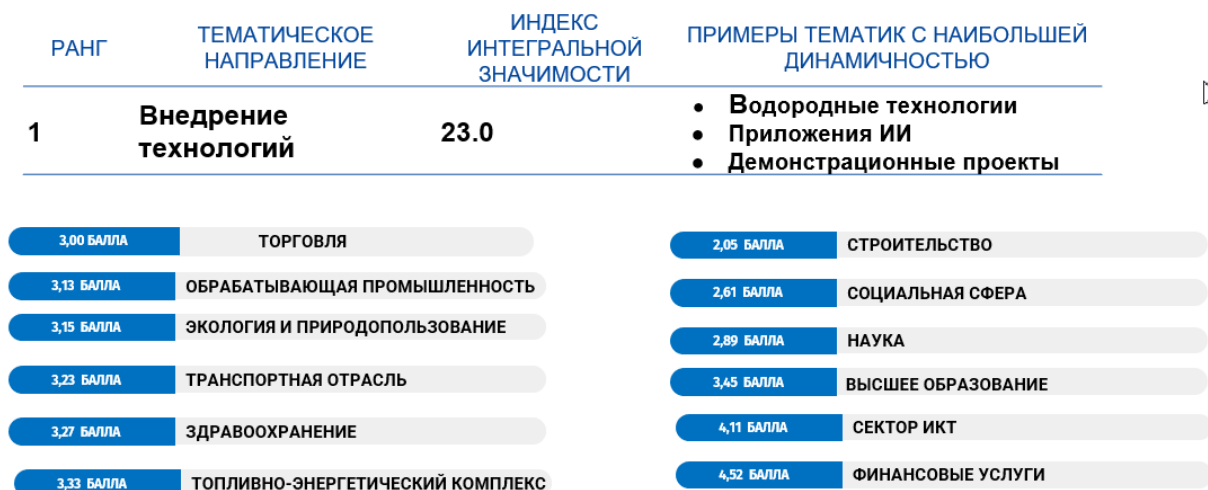 РАНГ
ТЕМАТИЧЕСКОЕ
НАПРАВЛЕНИЕ
ИНДЕКС
ИНТЕГРАЛЬНОЙ
ЗНАЧИМОСТИ
ПРИМЕРЫ ТЕМАТИК С НАИБОЛЬШЕЙ
ДИНАМИЧНОСТЬЮ
1
Внедрение
технологий
23.0
● Водородные технологии
● Приложения ИИ
● Демонстрационные проекты
3,00 БАЛЛА ТОРГОВЛЯ
3,13 БАЛЛА ОБРАБАТЫВАЮЩАЯ ПРОМЫШЛЕННОСТЬ
3,15 БАЛЛА ЭКОЛОГИЯ И ПРИРОДОПОЛЬЗОВАНИЕ
3,23 БАЛЛА ТРАНСПОРТНАЯ ОТРАСЛЬ
3,27 БАЛЛА ЗДРАВООХРАНЕНИЕ
3,33 БАЛЛА ТОПЛИВНО-ЭНЕРГЕТИЧЕСКИЙ КОМПЛЕКС
2,05 БАЛЛА СТРОИТЕЛЬСТВО
2,61 БАЛЛА СОЦИАЛЬНАЯ СФЕРА
2,89 БАЛЛА НАУКА
3,45 БАЛЛА ВЫСШЕЕ ОБРАЗОВАНИЕ
4,11 БАЛЛА СЕКТОР ИКТ
4,52 БАЛЛА ФИНАНСОВЫЕ УСЛУГИ